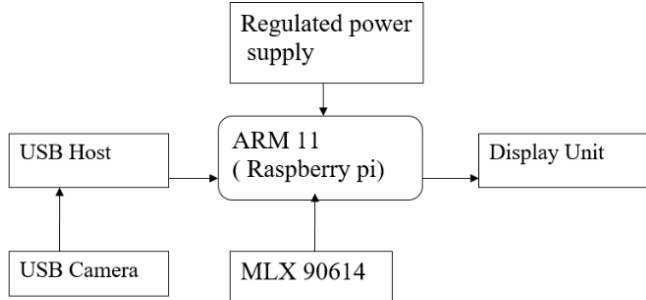 Regulated power
supply
ARM 11
( Raspberry pi)
USB Host
Display Unit
USB Camera
MLX 90614